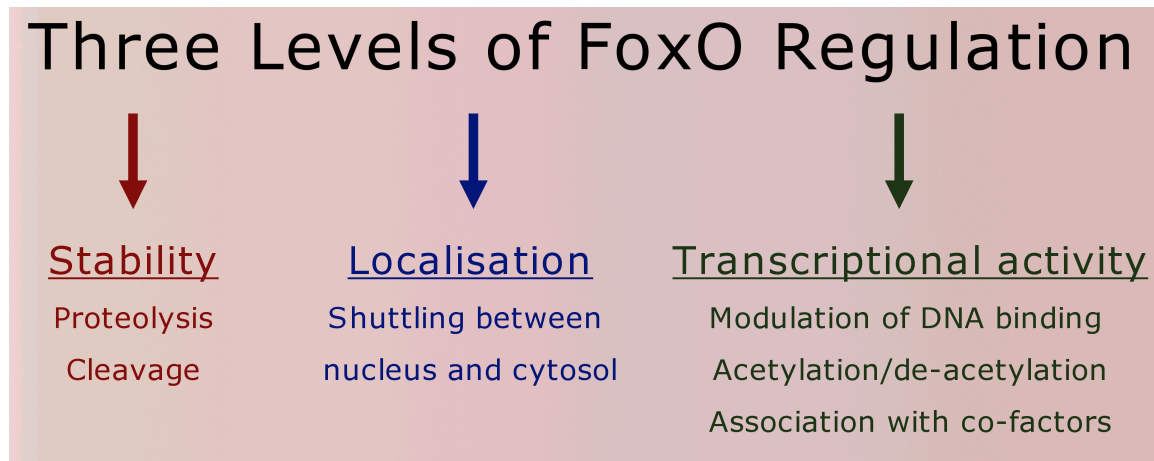 Three Levels of FoxO Regulation
Stability
Proteolysis
Cleavage
Localisation
Shuttling between
nucleus and cytosol
Transcriptional activity
Modulation of DNA binding
Acetylation/de-acetylation
Association with co-factors